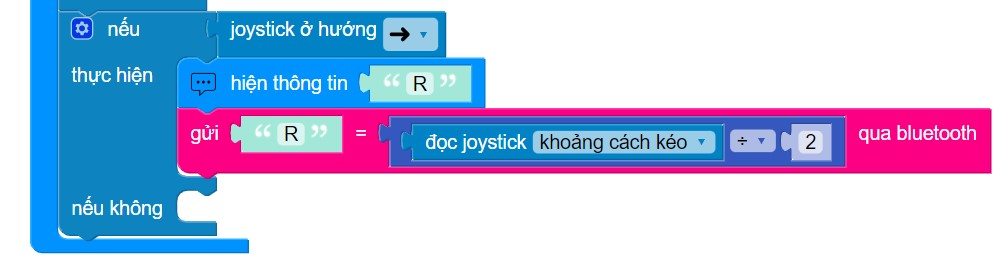 nếu joystick ở hướng ➜
thực hiện hiện thông tin “ R ”
gửi “ R ” = đọc joystick khoảng cách kéo ÷ 2 qua bluetooth
nếu không